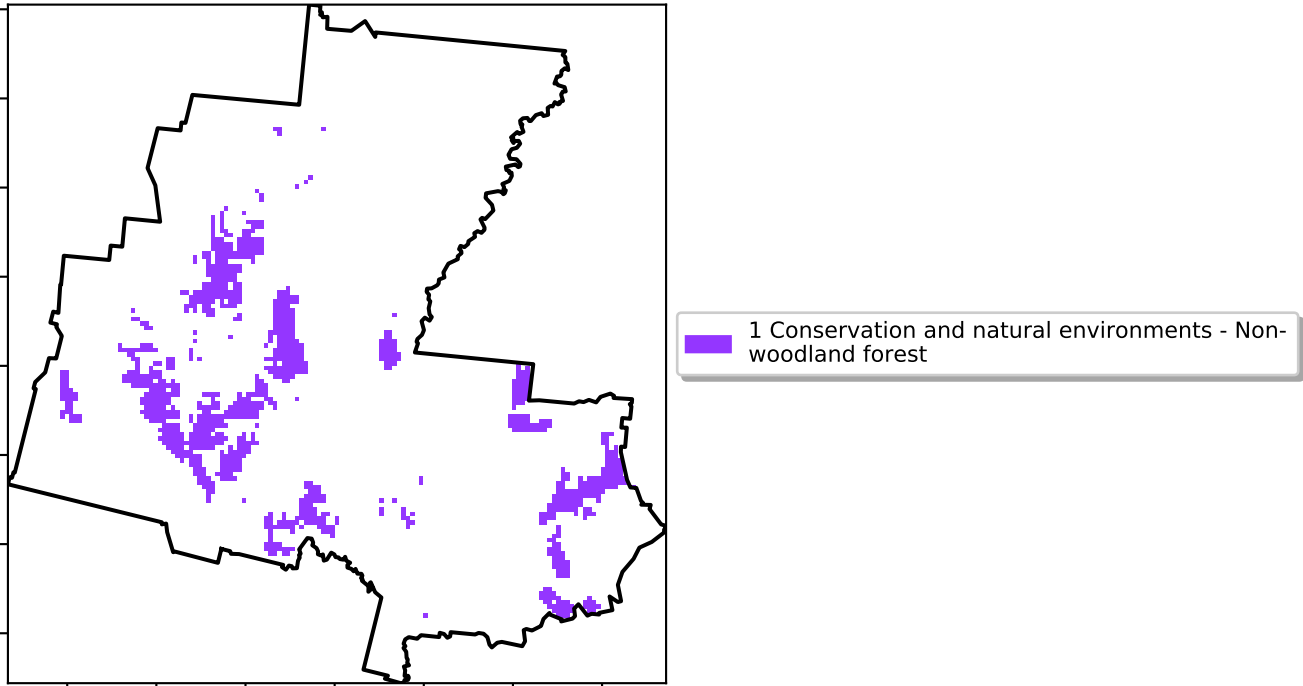 1 Conservation and natural environments - Non-
woodland forest